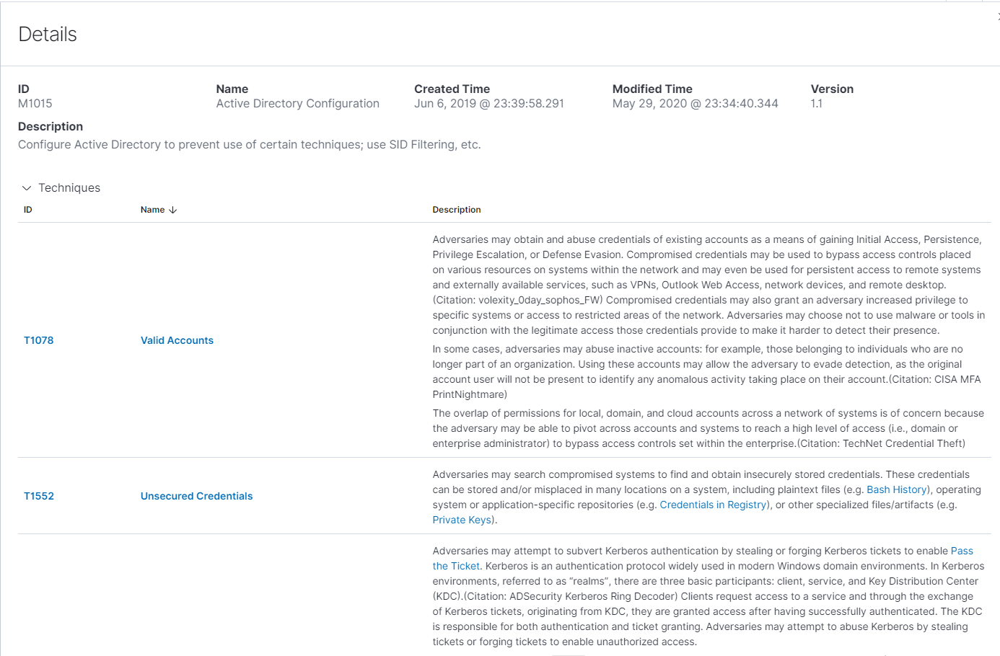 Details
ID Name Created Time Modified Time Version
M1015 Active Directory Configuration Jun 6, 2019 @ 23:39:58.291 May 29, 2020 @ 23:34:40.344 1.1
Description
Configure Active Directory to prevent use of certain techniques; use SID Filtering, etc.
Techniques
ID Name Description
T1078
Valid Accounts
Adversaries may obtain and abuse credentials of existing accounts as a means of gaining Initial Access, Persistence,
Privilege Escalation, or Defense Evasion. Compromised credentials may be used to bypass access controls placed
on various resources on systems within the network and may even be used for persistent access to remote systems
and externally available services, such as VPNs, Outlook Web Access, network devices, and remote desktop.
(Citation: volexity_0day_sophos_FW) Compromised credentials may also grant an adversary increased privilege to
specific systems or access to restricted areas of the network. Adversaries may choose not to use malware or tools in
conjunction with the legitimate access those credentials provide to make it harder to detect their presence.
In some cases, adversaries may abuse inactive accounts: for example, those belonging to individuals who are no
longer part of an organization. Using these accounts may allow the adversary to evade detection, as the original
account user will not be present to identify any anomalous activity taking place on their account.(Citation: CISA MFA
PrintNightmare)
The overlap of permissions for local, domain, and cloud accounts across a network of systems is of concern because
the adversary may be able to pivot across accounts and systems to reach a high level of access (i.e., domain or
enterprise administrator) to bypass access controls set within the enterprise.(Citation: TechNet Credential Theft)
T1552
Unsecured Credentials
Adversaries may search compromised systems to find and obtain insecurely stored credentials. These credentials
can be stored and/or misplaced in many locations on a system, including plaintext files (e.g. Bash History), operating
system or application-specific repositories (e.g. Credentials in Registry), or other specialized files/artifacts (e.g.
Private Keys).
Adversaries may attempt to subvert Kerberos authentication by stealing or forging Kerberos tickets to enable Pass
the Ticket. Kerberos is an authentication protocol widely used in modern Windows domain environments. In Kerberos
environments, referred to as “realms”, there are three basic participants: client, service, and Key Distribution Center
(KDC).(Citation: ADSecurity Kerberos Ring Decoder) Clients request access to a service and through the exchange
of Kerberos tickets, originating from KDC, they are granted access after having successfully authenticated. The KDC
is responsible for both authentication and ticket granting. Adversaries may attempt to abuse Kerberos by stealing
tickets or forging tickets to enable unauthorized access.